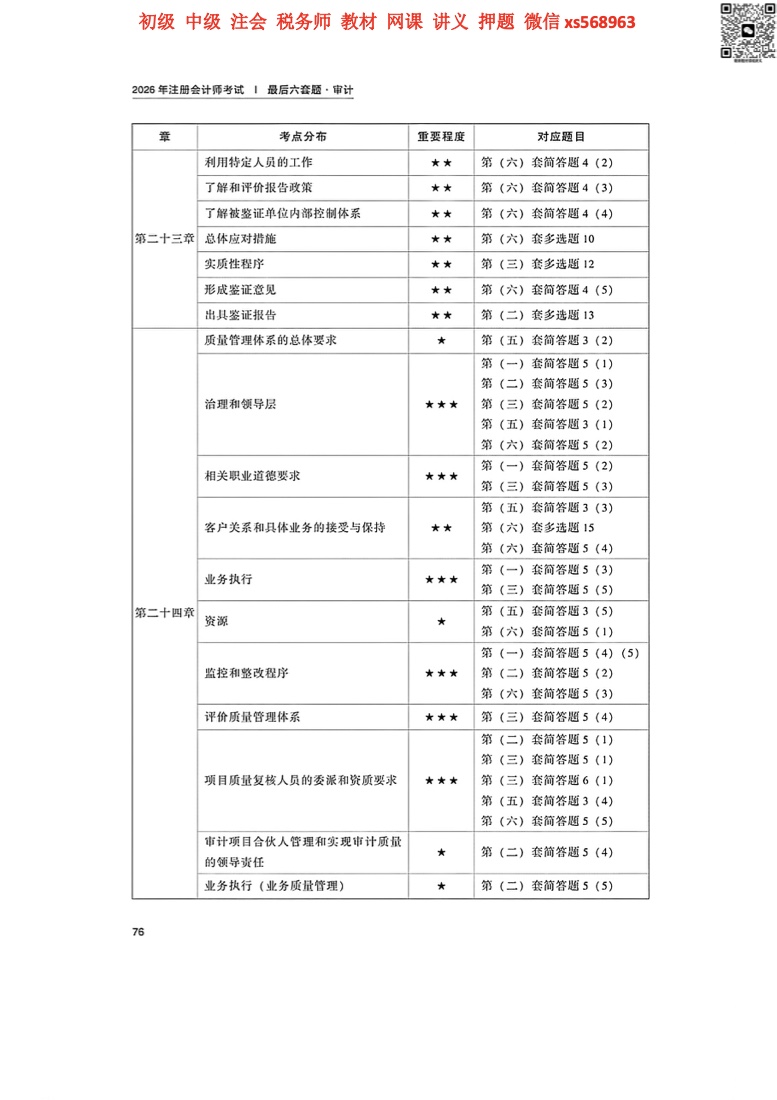 初级 中级 注会 税务师 教材 网课 讲义 押题 微信 xs568963
2026 年注册会计师考试 | 最后六套题·审计
章 考点分布 重要程度 对应题目
第二十三章
利用特定人员的工作 ★★ 第（六）套简答题 4（2）
了解和评价报告政策 ★★ 第（六）套简答题 4（3）
了解被鉴证单位内部控制体系 ★★ 第（六）套简答题 4（4）
总体应对措施 ★★ 第（六）套多选题 10
实质性程序 ★★ 第（三）套多选题 12
形成鉴证意见 ★★ 第（六）套简答题 4（5）
出具鉴证报告 ★★ 第（二）套多选题 13
第二十四章
质量管理体系的总体要求 ★ 第（五）套简答题 3（2）
治理和领导层 ★★★ 第（一）套简答题 5（1）
第（二）套简答题 5（3）
第（三）套简答题 5（2）
第（五）套简答题 3（1）
第（六）套简答题 5（2）
相关职业道德要求 ★★★ 第（一）套简答题 5（2）
第（三）套简答题 5（3）
客户关系和具体业务的接受与保持 ★★ 第（五）套简答题 3（3）
第（六）套多选题 15
第（六）套简答题 5（4）
业务执行 ★★★ 第（一）套简答题 5（3）
第（三）套简答题 5（5）
资源 ★ 第（五）套简答题 3（5）
第（六）套简答题 5（1）
监控和整改程序 ★★★ 第（一）套简答题 5（4）（5）
第（二）套简答题 5（2）
第（六）套简答题 5（3）
评价质量管理体系 ★★★ 第（三）套简答题 5（4）
项目质量复核人员的委派和资质要求 ★★★ 第（二）套简答题 5（1）
第（三）套简答题 5（1）
第（三）套简答题 6（1）
第（五）套简答题 3（4）
第（六）套简答题 5（5）
审计项目合伙人管理和实现审计质量
的领导责任 ★ 第（二）套简答题 5（4）
业务执行（业务质量管理） ★ 第（二）套简答题 5（5）
76